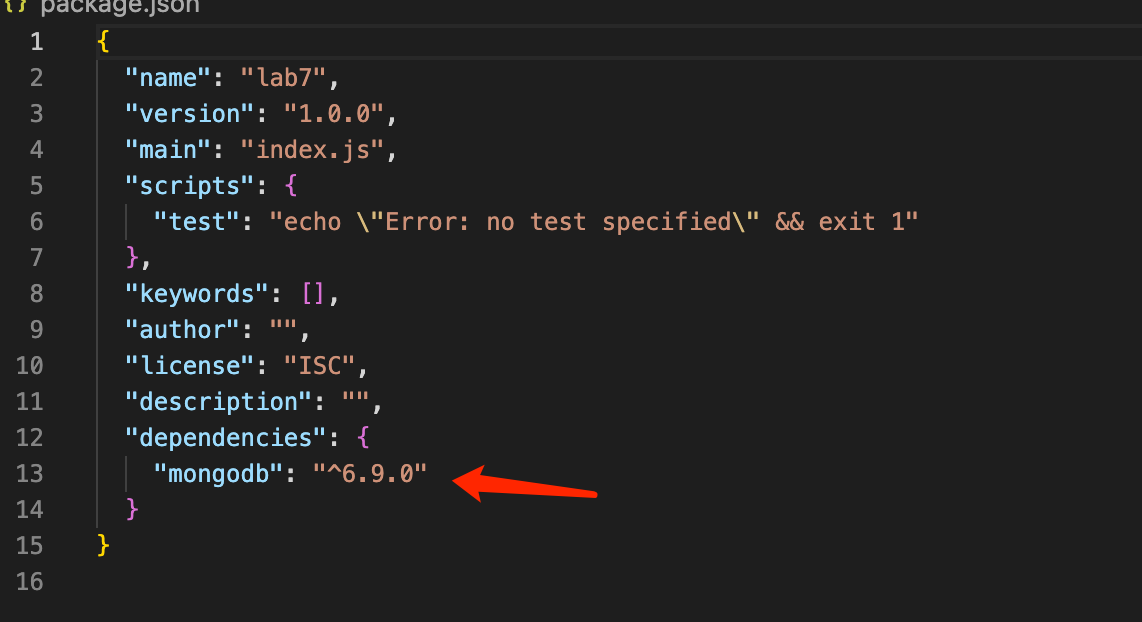 {} package.json
1 {
2 "name": "lab7",
3 "version": "1.0.0",
4 "main": "index.js",
5 "scripts": {
6 "test": "echo \"Error: no test specified\" && exit 1"
7 },
8 "keywords": [],
9 "author": "",
10 "license": "ISC",
11 "description": "",
12 "dependencies": {
13 "mongodb": "^6.9.0"
14 }
15 }
16